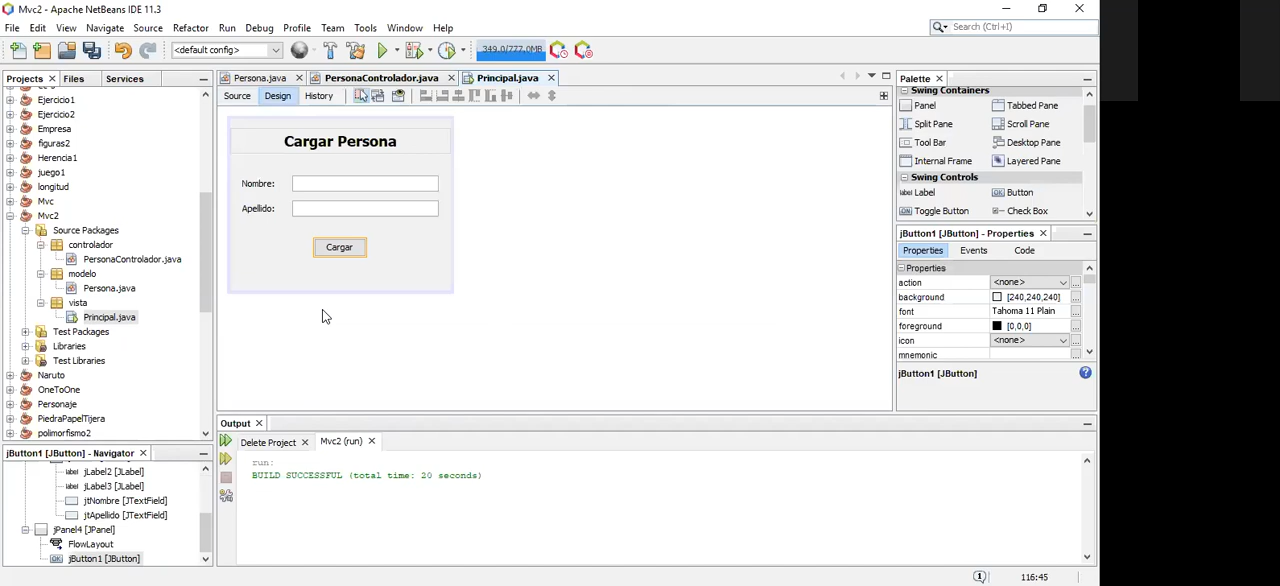 Mvc2 - Apache NetBeans IDE 11.3
File Edit View Navigate Source Refactor Run Debug Profile Team Tools Window Help
Search (Ctrl+I)
<default config>
349.0/777.0MB
Projects Files Services
Ejercicio1
Ejercicio2
Empresa
figuras2
Herencia1
juego1
longitud
Mvc
Mvc2
Source Packages
controlador
PersonaControlador.java
modelo
Persona.java
vista
Principal.java
Test Packages
Libraries
Test Libraries
Naruto
OneToOne
Personaje
PiedraPapelTijera
polimorfismo2
jButton1 [JButton] - Navigator
jLabel2 [JLabel]
jLabel3 [JLabel]
jtNombre [JTextField]
jtApellido [JTextField]
jPanel4 [JPanel]
FlowLayout
jButton1 [JButton]
Persona.java PersonaControlador.java Principal.java
Source Design History
Cargar Persona
Nombre:
Apellido:
Cargar
Output
Delete Project Mvc2 (run)
run:
BUILD SUCCESSFUL (total time: 20 seconds)
Palette
Swing Containers
Panel Tabbed Pane
Split Pane Scroll Pane
Tool Bar Desktop Pane
Internal Frame Layered Pane
Swing Controls
label Label OK Button
ON Toggle Button Check Box
jButton1 [JButton] - Properties
Properties Events Code
Properties
action <none>
background [240,240,240]
font Tahoma 11 Plain
foreground [0,0,0]
icon <none>
mnemonic
jButton1 [JButton]
1 116:45